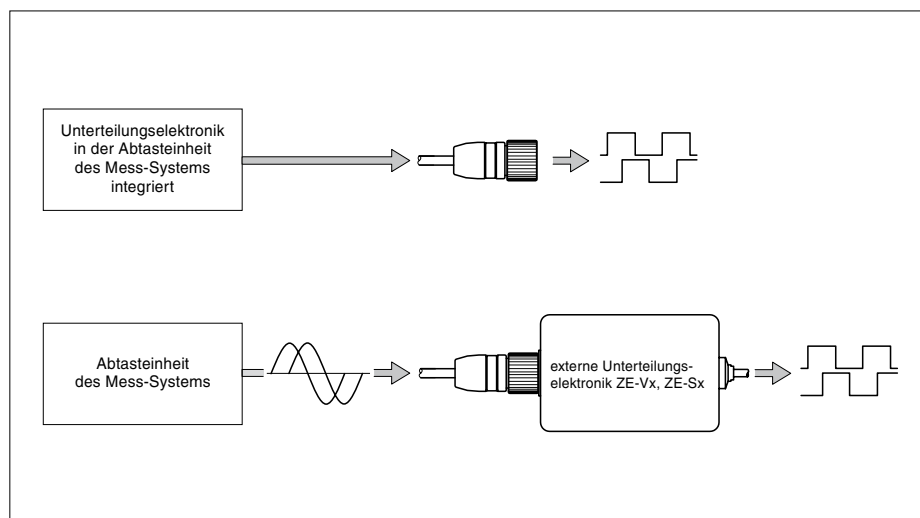 Unterteilungselektronik
in der Abtasteinheit
des Mess-Systems
integriert
Abtasteinheit
des Mess-Systems
externe Unterteilungs-
elektronik ZE-Vx, ZE-Sx